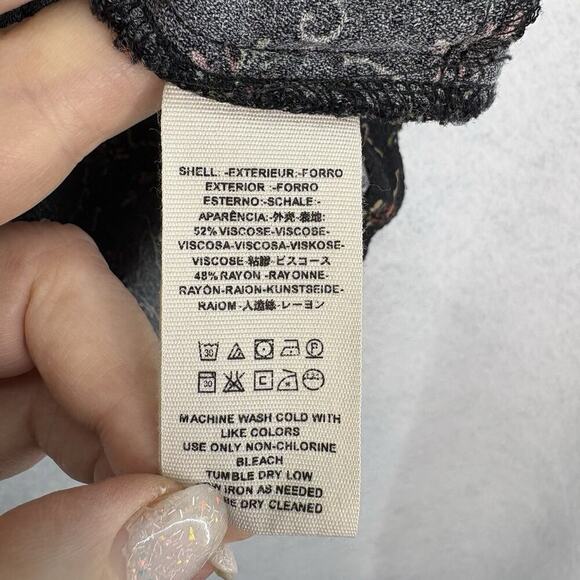 SHELL: -EXTERIEUR-FORRO
EXTERIOR :-FORRO
ESTERNO:-SCHALE:-
APARÊNCIA:-外壳-表地:
52% VISCOSE-VISCOSE-
VISCOSA-VISCOSA-VISKOSE-
VISCOSE-粘膠-ビスコース
48% RAYON -RAYONNE-
RAYÓN-RAION-KUNSTSEIDE-
RAIOM-人造絲-レーヨン
30 P
30 C
MACHINE WASH COLD WITH
LIKE COLORS
USE ONLY NON-CHLORINE
BLEACH
TUMBLE DRY LOW
IRON AS NEEDED
BE DRY CLEANED